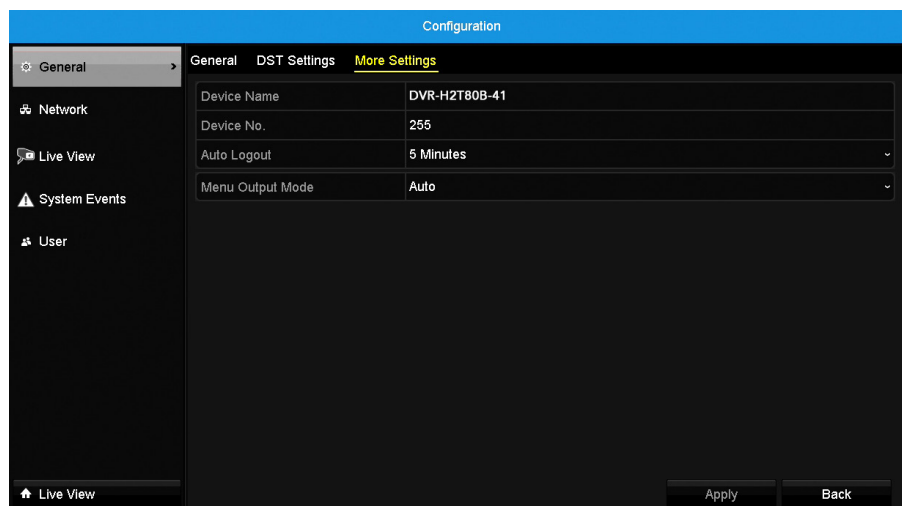 Configuration
General
Network
Live View
System Events
User
Live View
General DST Settings More Settings
Device Name DVR-H2T80B-41
Device No. 255
Auto Logout 5 Minutes
Menu Output Mode Auto
Apply Back